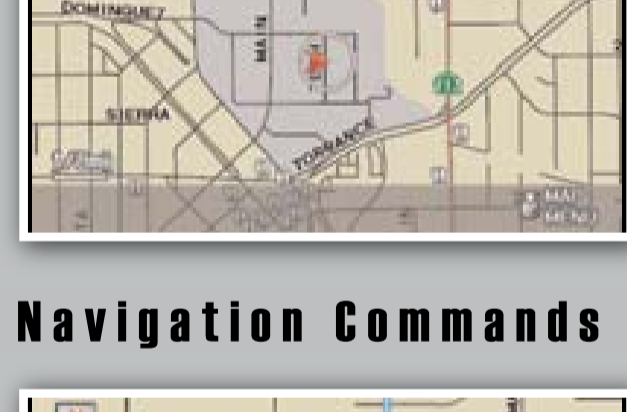 DOMINGUEZ
MAIN
SIERRA
TORRANCE
MAP
MENU
Navigation Commands